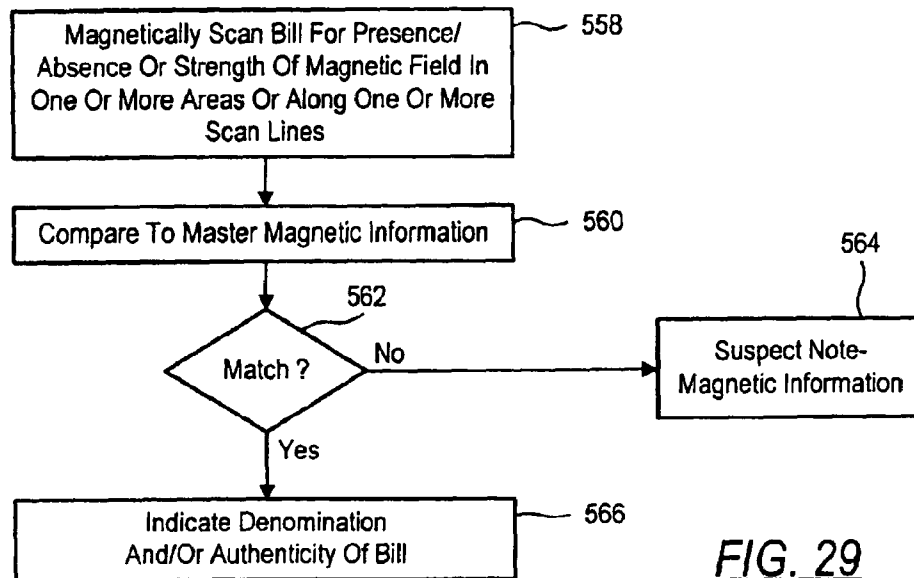 Magnetically Scan Bill For Presence/
Absence Or Strength Of Magnetic Field In
One Or More Areas Or Along One Or More
Scan Lines
558
Compare To Master Magnetic Information
560
562
Match ?
No
564
Suspect Note-
Magnetic Information
Yes
Indicate Denomination
And/Or Authenticity Of Bill
566
FIG. 29